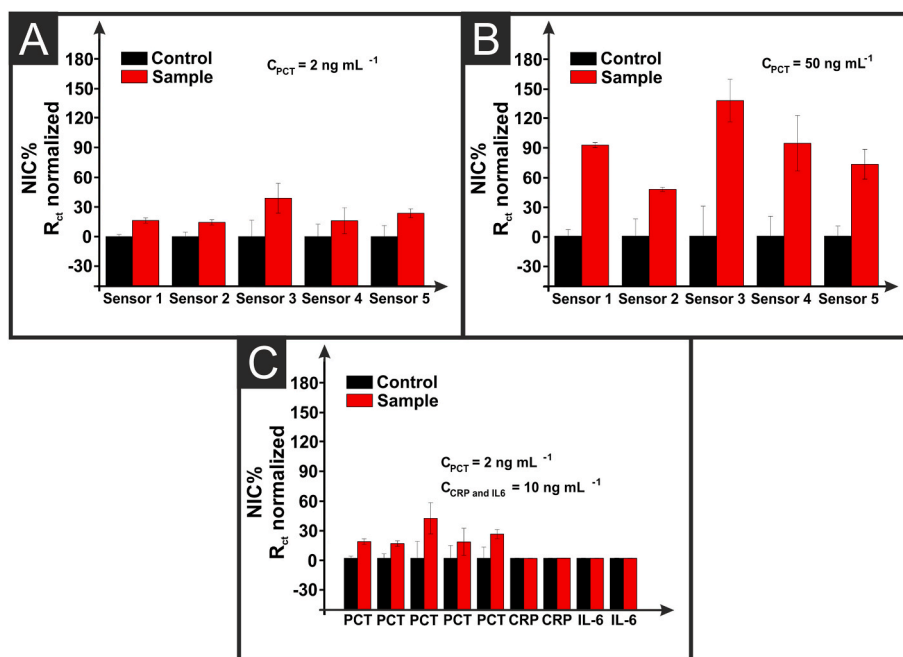 A
NIC%
R_ct normalized
180
150
120
90
60
30
0
-30
Control
Sample
C_PCT = 2 ng mL ^-1
Sensor 1 Sensor 2 Sensor 3 Sensor 4 Sensor 5
B
NIC%
R_ct normalized
180
150
120
90
60
30
0
-30
Control
Sample
C_PCT = 50 ng mL^-1
Sensor 1 Sensor 2 Sensor 3 Sensor 4 Sensor 5
C
NIC%
R_ct normalized
180
150
120
90
60
30
0
-30
Control
Sample
C_PCT = 2 ng mL ^-1
C_CRP and IL6 = 10 ng mL ^-1
PCT PCT PCT PCT PCT CRP CRP IL-6 IL-6